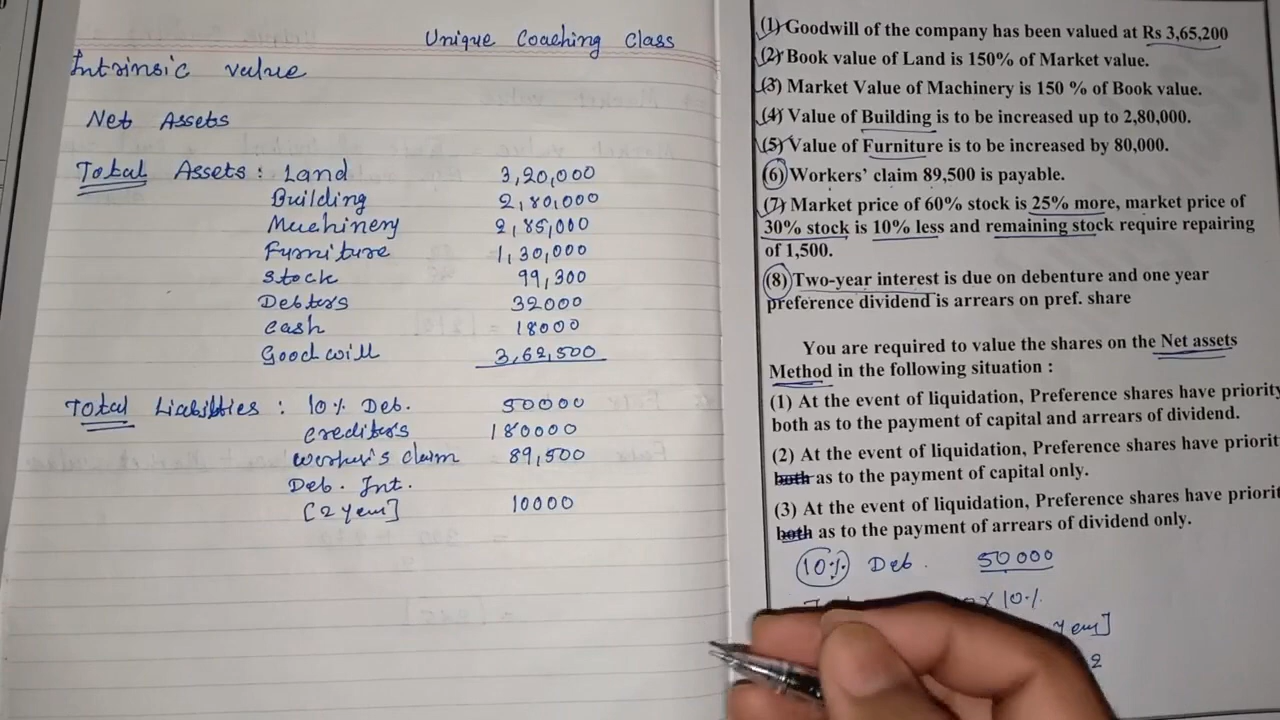 Unique Coaching Class
Intrinsic value
Net Assets
Total Assets : Land 3,20,000
Building 2,80,000
Machinery 2,85,000
Furniture 1,30,000
Stock 99,300
Debtors 32000
Cash 18000
Goodwill 3,62,500
Total Liabilties : 10% Deb. 50000
Creditors 180000
Worker's claim 89,500
Deb. Int.
[2 year] 10000
(1) Goodwill of the company has been valued at Rs 3,65,200
(2) Book value of Land is 150% of Market value.
(3) Market Value of Machinery is 150 % of Book value.
(4) Value of Building is to be increased up to 2,80,000.
(5) Value of Furniture is to be increased by 80,000.
(6) Workers' claim 89,500 is payable.
(7) Market price of 60% stock is 25% more, market price of
30% stock is 10% less and remaining stock require repairing
of 1,500.
(8) Two-year interest is due on debenture and one year
preference dividend is arrears on pref. share
You are required to value the shares on the Net assets
Method in the following situation :
(1) At the event of liquidation, Preference shares have priority
both as to the payment of capital and arrears of dividend.
(2) At the event of liquidation, Preference shares have priorit
both as to the payment of capital only.
(3) At the event of liquidation, Preference shares have priorit
both as to the payment of arrears of dividend only.
10% Deb. 50000
x 10%
year]
2